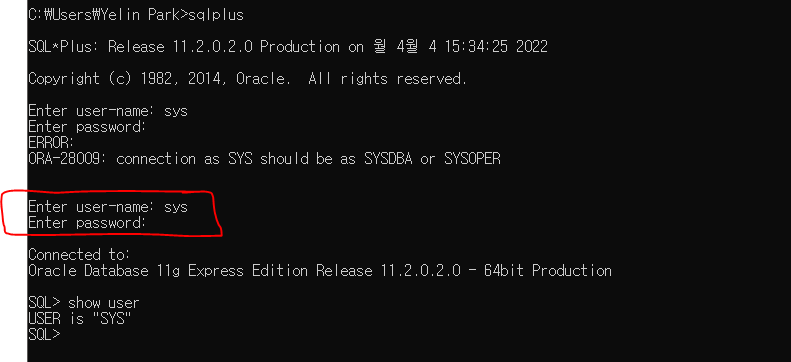 C:\Users\Yelin Park>sqlplus
SQL*Plus: Release 11.2.0.2.0 Production on 월 4월 4 15:34:25 2022
Copyright (c) 1982, 2014, Oracle.  All rights reserved.
Enter user-name: sys
Enter password:
ERROR:
ORA-28009: connection as SYS should be as SYSDBA or SYSOPER
Enter user-name: sys
Enter password:
Connected to:
Oracle Database 11g Express Edition Release 11.2.0.2.0 - 64bit Production
SQL> show user
USER is "SYS"
SQL>